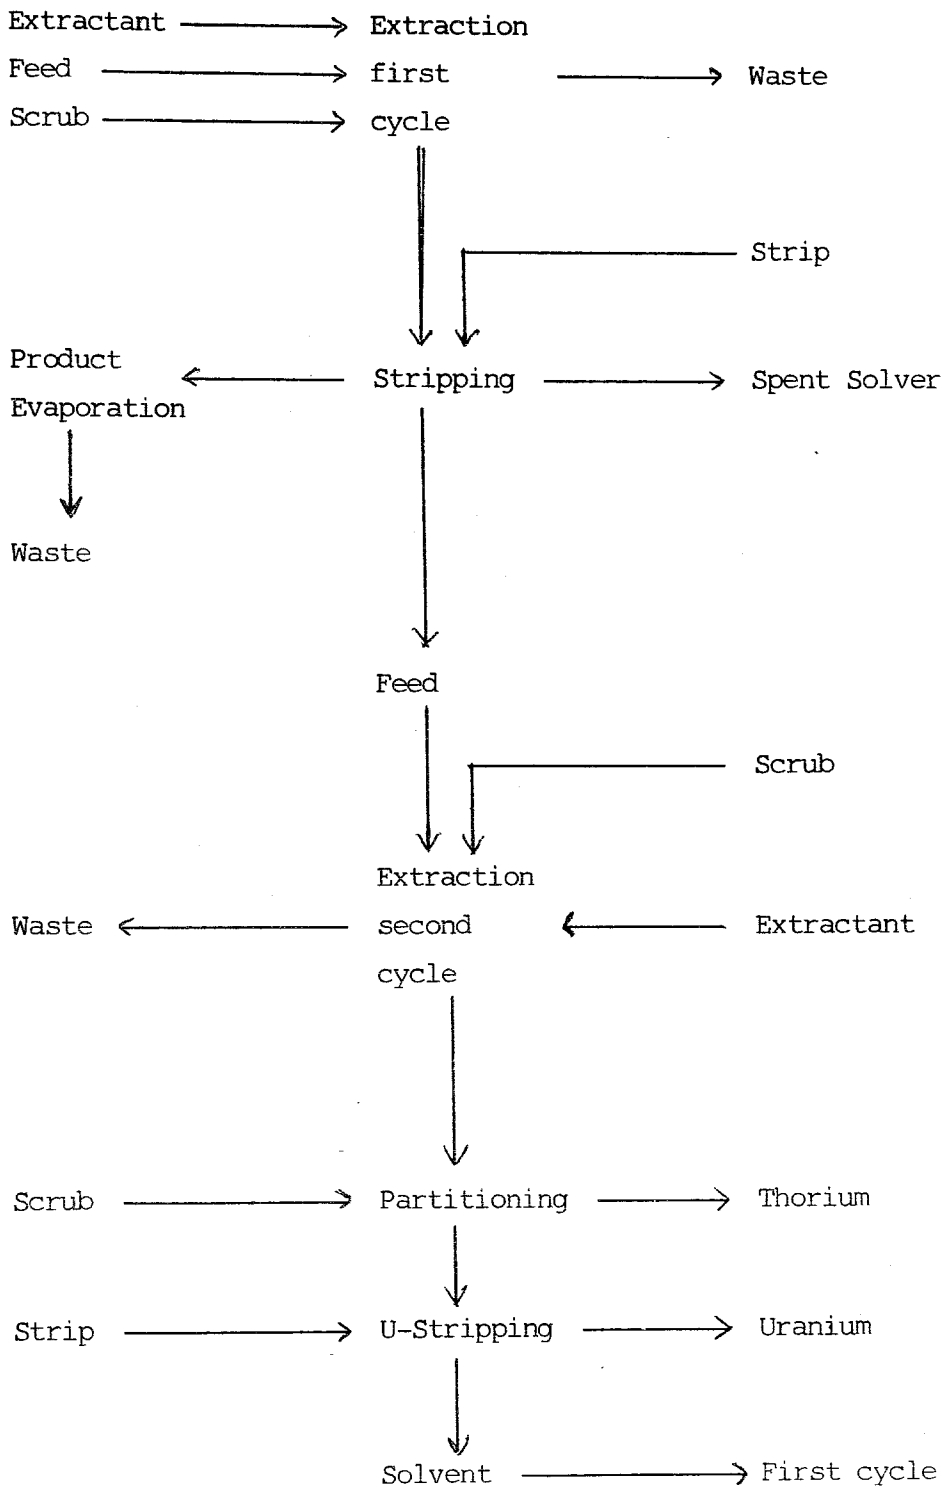 Extractant Extraction
Feed first Waste
Scrub cycle
Strip
Product
Stripping Spent Solver
Evaporation
Waste
Feed
Scrub
Extraction
Waste second Extractant
cycle
Scrub Partitioning Thorium
Strip U-Stripping Uranium
Solvent First cycle